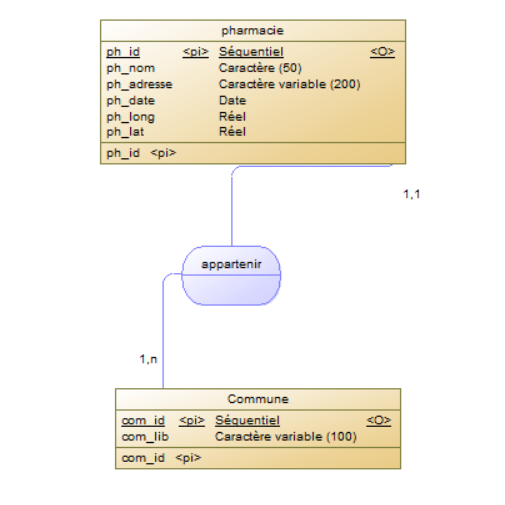 pharmacie
ph_id <pi> Séquentiel <O>
ph_nom Caractère (50)
ph_adresse Caractère variable (200)
ph_date Date
ph_long Réel
ph_lat Réel
ph_id <pi>
1,1
appartenir
1,n
Commune
com_id <pi> Séquentiel <O>
com_lib Caractère variable (100)
com_id <pi>